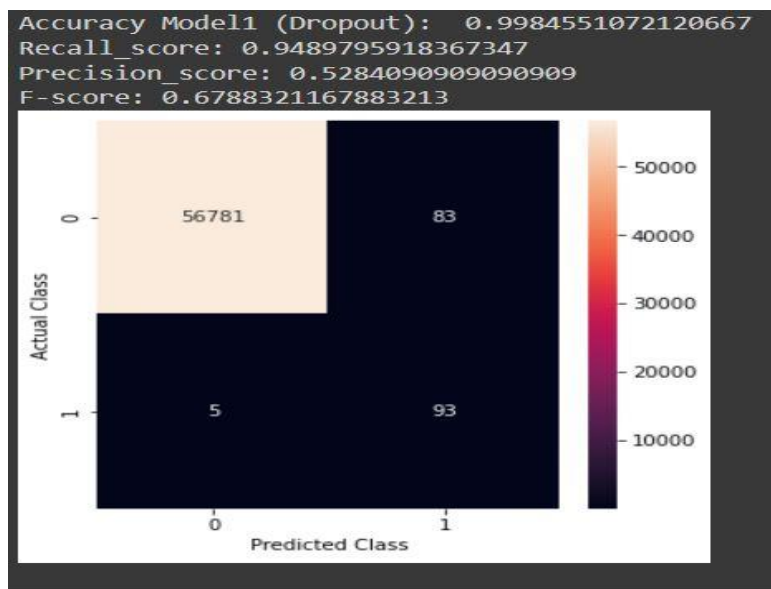 Accuracy Model1 (Dropout):  0.9984551072120667
Recall_score: 0.9489795918367347
Precision_score: 0.5284090909090909
F-score: 0.6788321167883213
50000
0
56781
83
40000
Actual Class
30000
20000
1
5
93
10000
0
1
Predicted Class